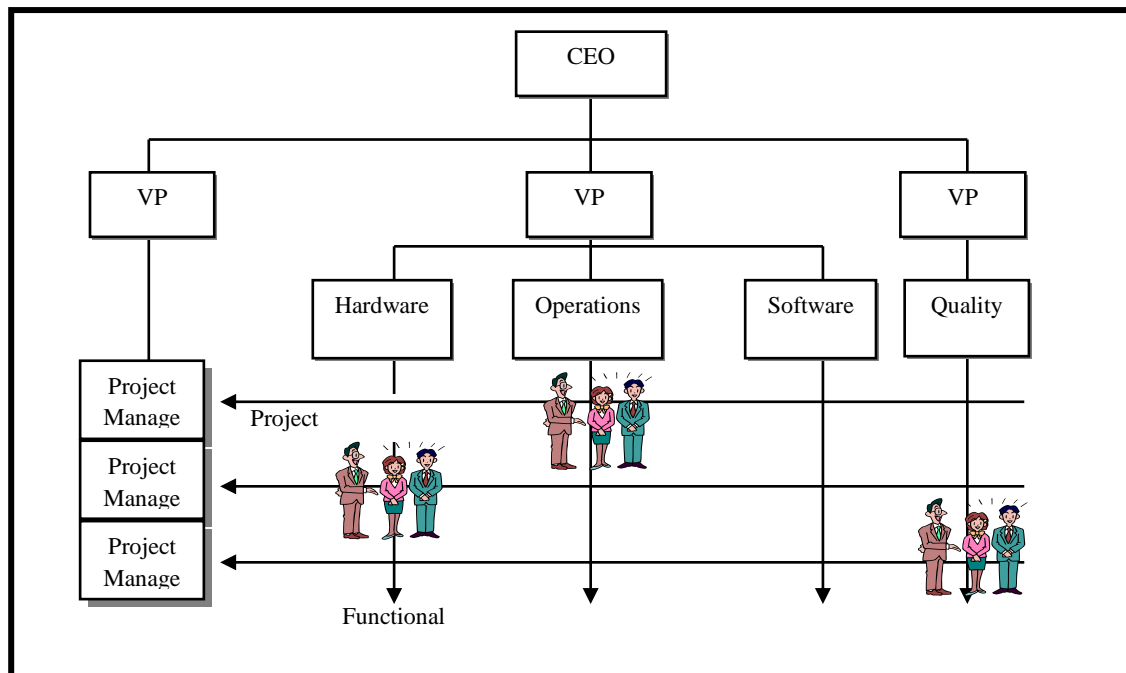 CEO
VP
VP
VP
Hardware
Operations
Software
Quality
Project
Manage
Project
Project
Manage
Project
Manage
Functional